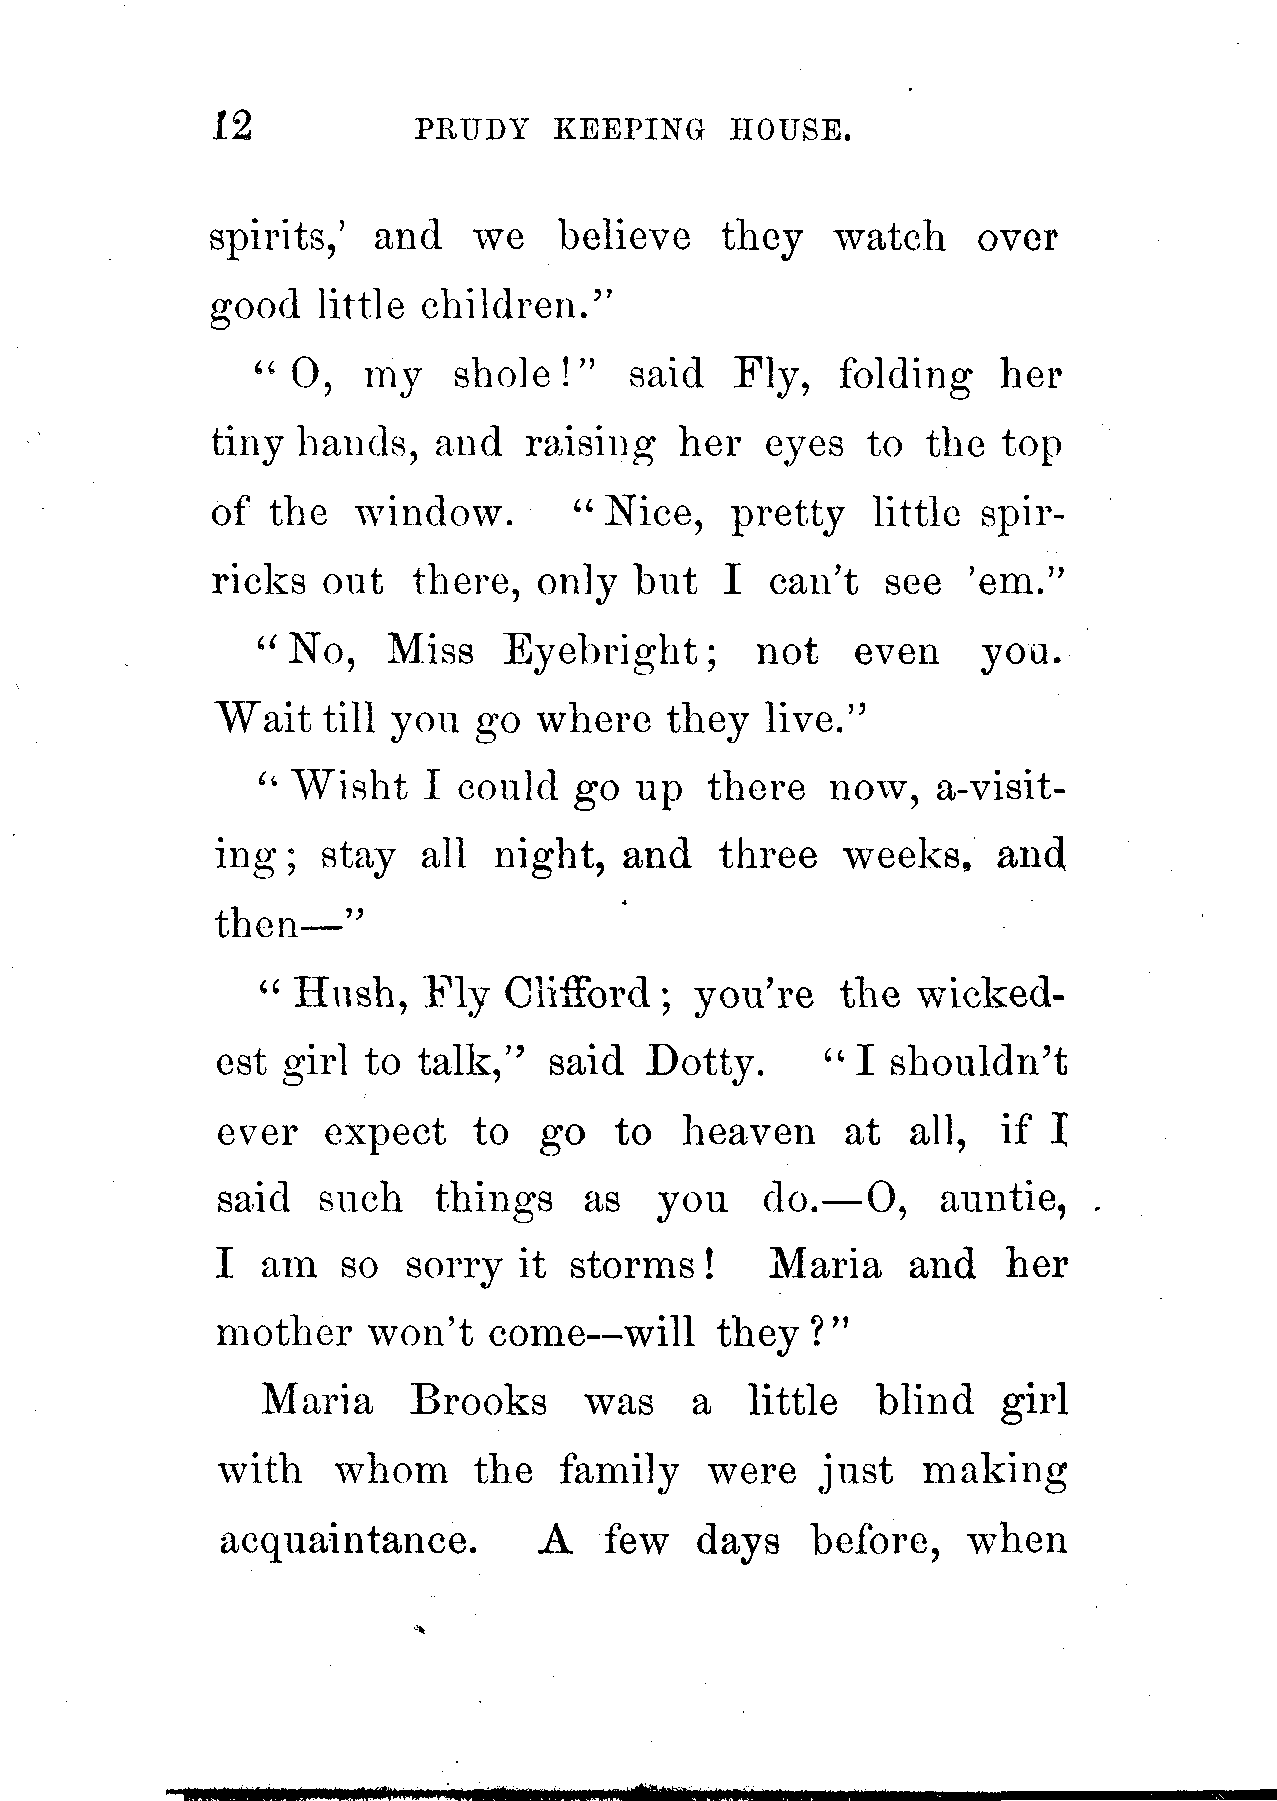 12 PRUDY KEEPING HOUSE.
spirits,' and we believe they watch over
good little children."
"O, my shole!" said Fly, folding her
tiny hands, and raising her eyes to the top
of the window. "Nice, pretty little spir-
ricks out there, only but I can't see 'em."
"No, Miss Eyebright; not even you.
Wait till you go where they live."
"Wisht I could go up there now, a-visit-
ing; stay all night, and three weeks, and
then—"
"Hush, Fly Clifford; you're the wicked-
est girl to talk," said Dotty. "I shouldn't
ever expect to go to heaven at all, if I
said such things as you do.—O, auntie,
I am so sorry it storms! Maria and her
mother won't come—will they?"
Maria Brooks was a little blind girl
with whom the family were just making
acquaintance. A few days before, when